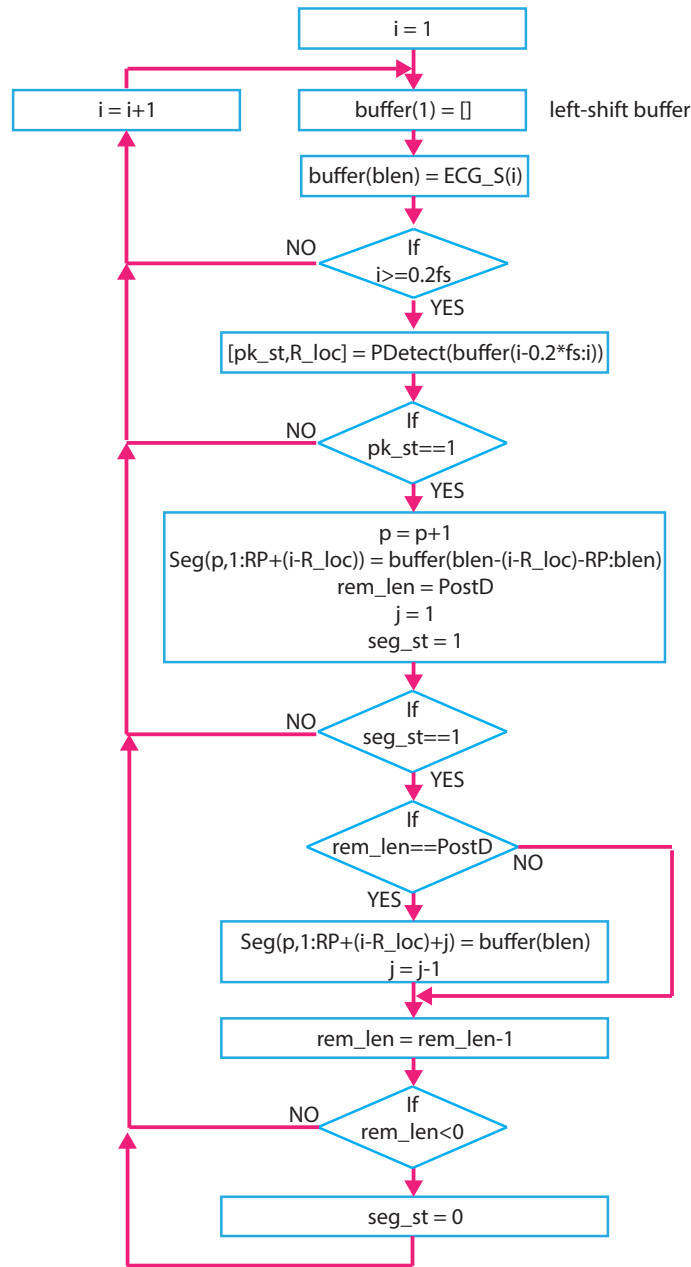 i = 1
i = i+1
buffer(1) = []
left-shift buffer
buffer(blen) = ECG_S(i)
NO
If
i>=0.2fs
YES
[pk_st,R_loc] = PDetect(buffer(i-0.2*fs:i))
NO
If
pk_st==1
YES
p = p+1
Seg(p,1:RP+(i-R_loc)) = buffer(blen-(i-R_loc)-RP:blen)
rem_len = PostD
j = 1
seg_st = 1
NO
If
seg_st==1
YES
If
rem_len==PostD
NO
YES
Seg(p,1:RP+(i-R_loc)+j) = buffer(blen)
j = j-1
rem_len = rem_len-1
NO
If
rem_len<0
seg_st = 0